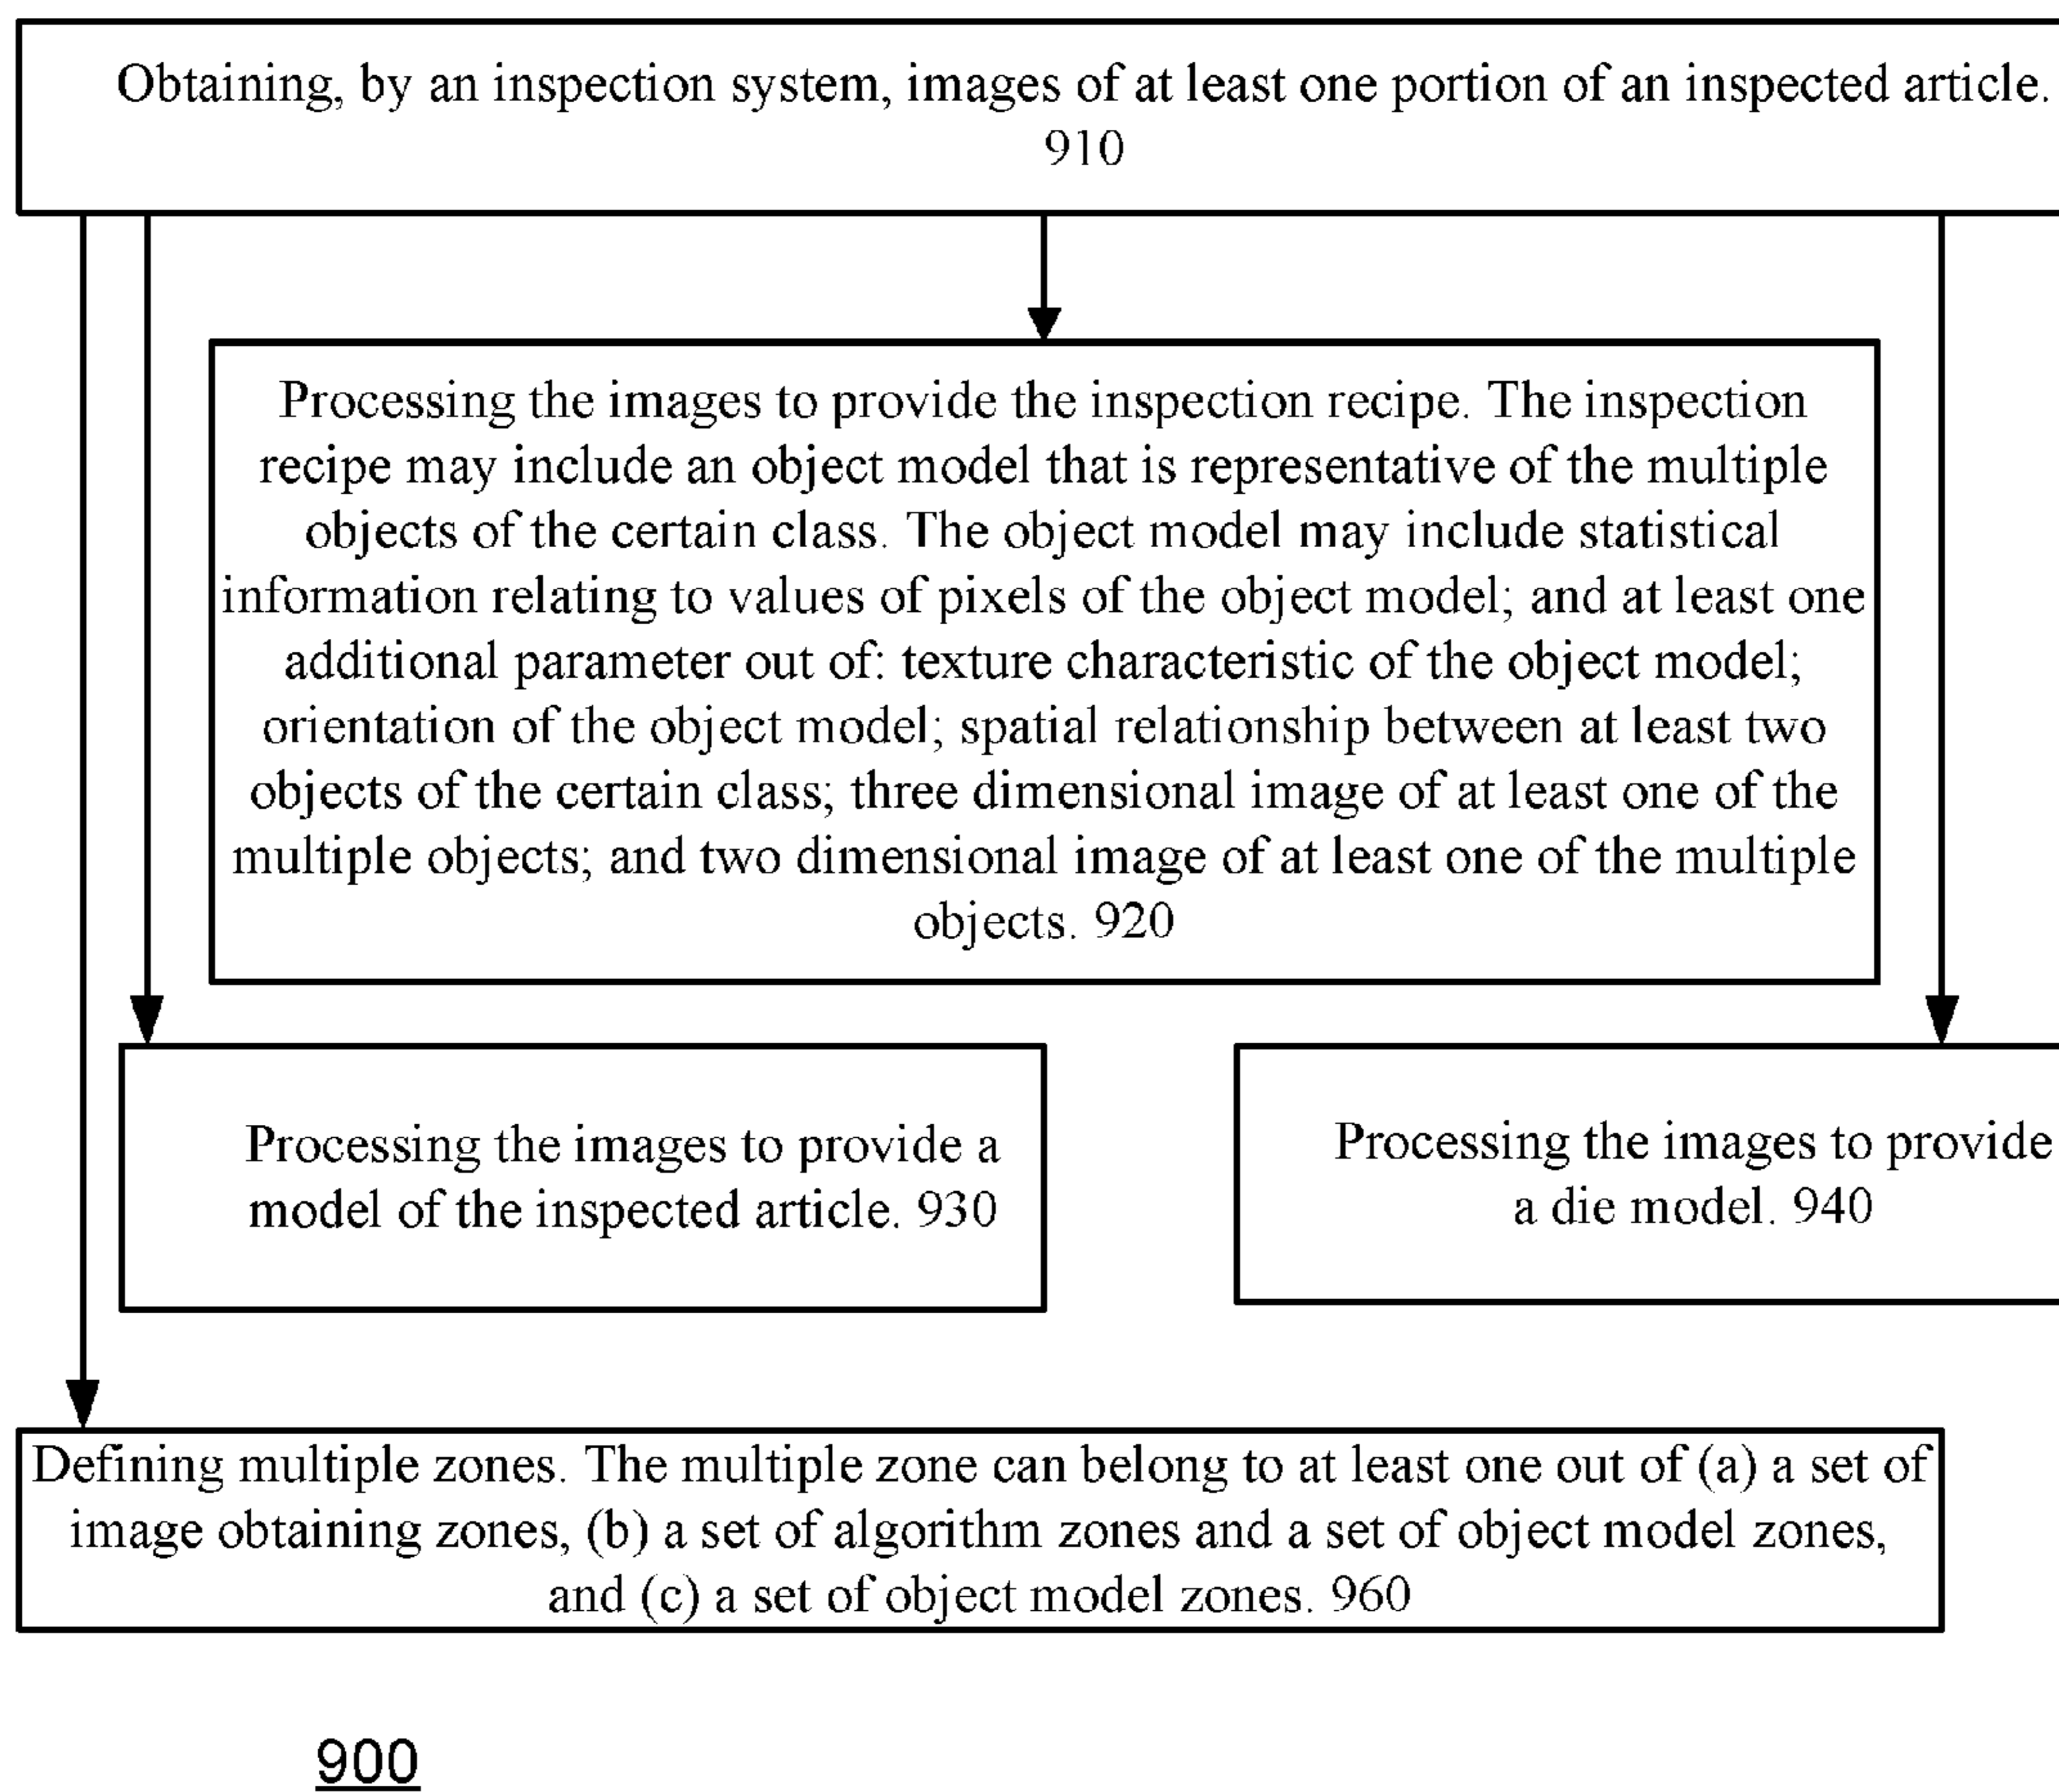 Obtaining, by an inspection system, images of at least one portion of an inspected article.
910
Processing the images to provide the inspection recipe. The inspection
recipe may include an object model that is representative of the multiple
objects of the certain class. The object model may include statistical
information relating to values of pixels of the object model; and at least one
additional parameter out of: texture characteristic of the object model;
orientation of the object model; spatial relationship between at least two
objects of the certain class; three dimensional image of at least one of the
multiple objects; and two dimensional image of at least one of the multiple
objects. 920
Processing the images to provide a
model of the inspected article. 930
Processing the images to provide
a die model. 940
Defining multiple zones. The multiple zone can belong to at least one out of (a) a set of
image obtaining zones, (b) a set of algorithm zones and a set of object model zones,
and (c) a set of object model zones. 960
900